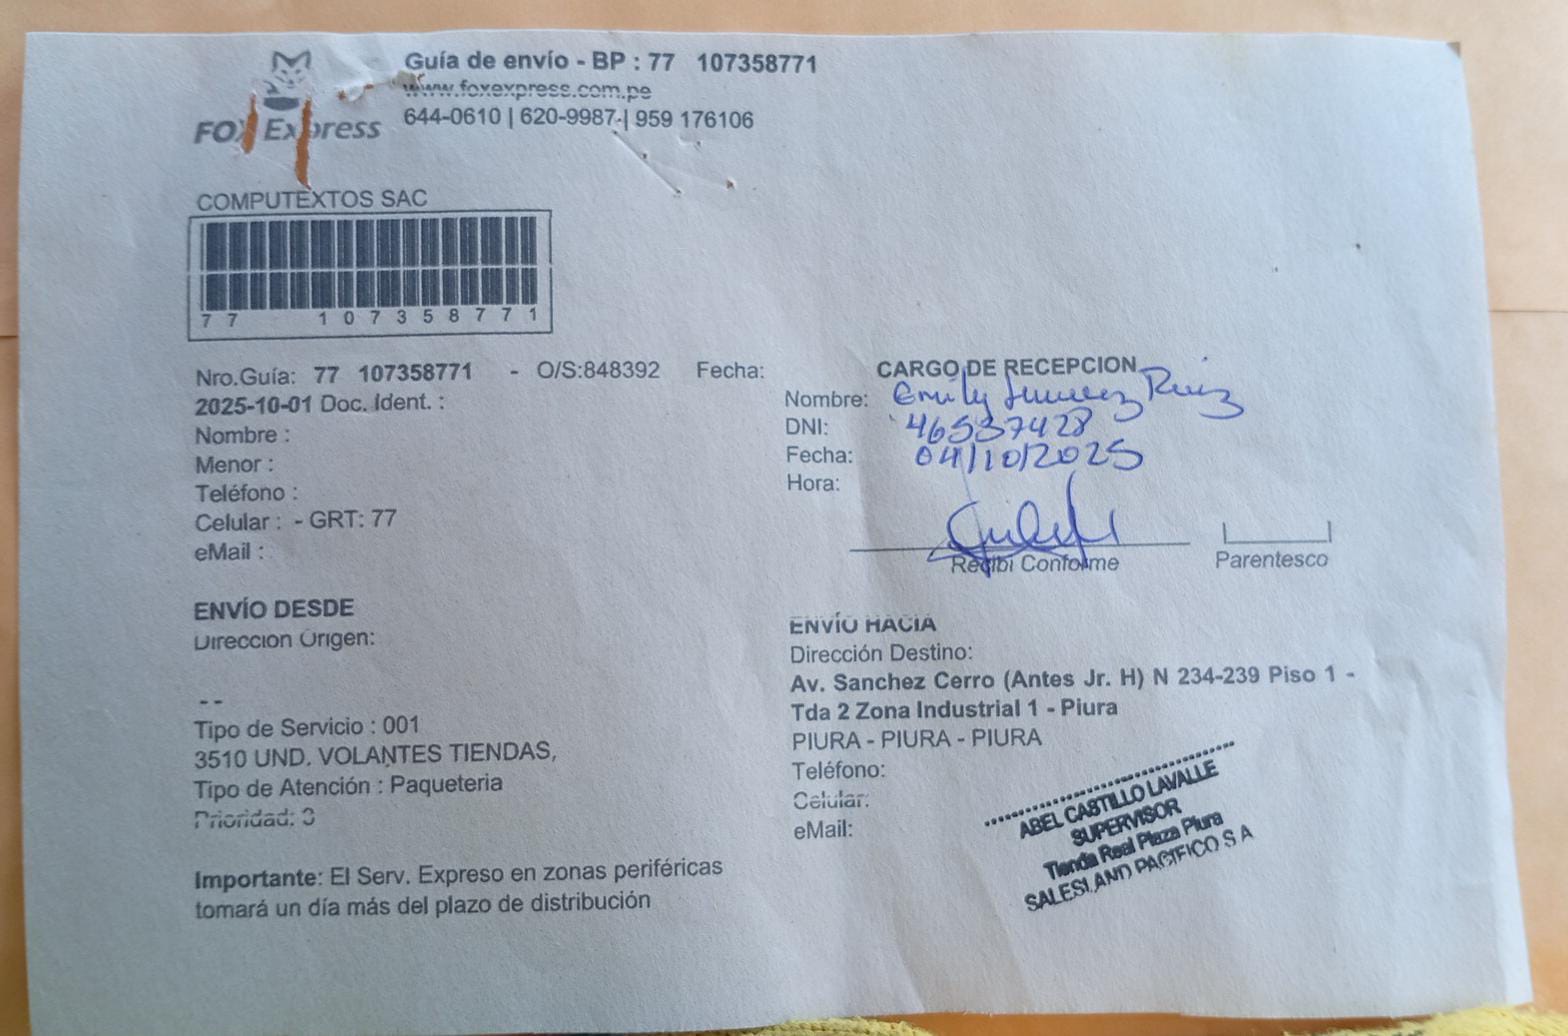 Guía de envío - BP : 77 107358771
www.foxexpress.com.pe
644-0610 | 620-9987 | 959 176106
FOX Express
COMPUTEXTOS SAC
77 107358771
Nro.Guía: 77 107358771 - O/S:848392 Fecha:
2025-10-01 Doc. Ident. :
Nombre :
Menor :
Teléfono :
Celular : - GRT: 77
eMail :
CARGO DE RECEPCION
Nombre: Emily Ruiz
DNI: 46537428
Fecha: 04/10/2025
Hora:
Recibi Conforme
Parentesco
ENVÍO DESDE
Direccion Origen:
--
Tipo de Servicio : 001
3510 UND. VOLANTES TIENDAS,
Tipo de Atención : Paqueteria
Prioridad: 3
ENVÍO HACIA
Dirección Destino:
Av. Sanchez Cerro (Antes Jr. H) N 234-239 Piso 1 -
Tda 2 Zona Industrial 1 - Piura
PIURA - PIURA - PIURA
Teléfono:
Celular:
eMail:
ABEL CASTILLO LAVALLE
SUPERVISOR
Tienda Real Plaza Piura
SALESLAND PACIFICO S A
Importante: El Serv. Expreso en zonas periféricas
tomará un día más del plazo de distribución